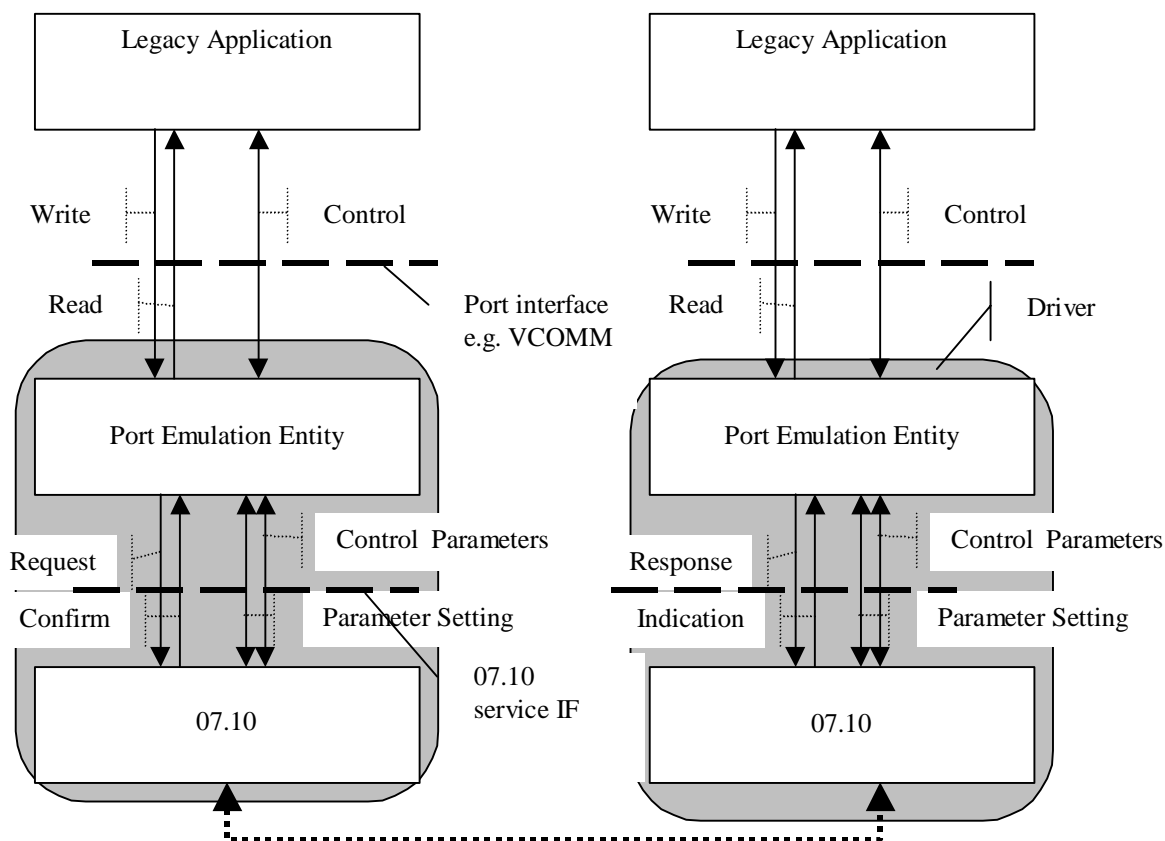 Legacy Application
Legacy Application
Write
Control
Write
Control
Read
Port interface
e.g. VCOMM
Read
Driver
Port Emulation Entity
Port Emulation Entity
Request
Control Parameters
Response
Control Parameters
Confirm
Parameter Setting
Indication
Parameter Setting
07.10
service IF
07.10
07.10